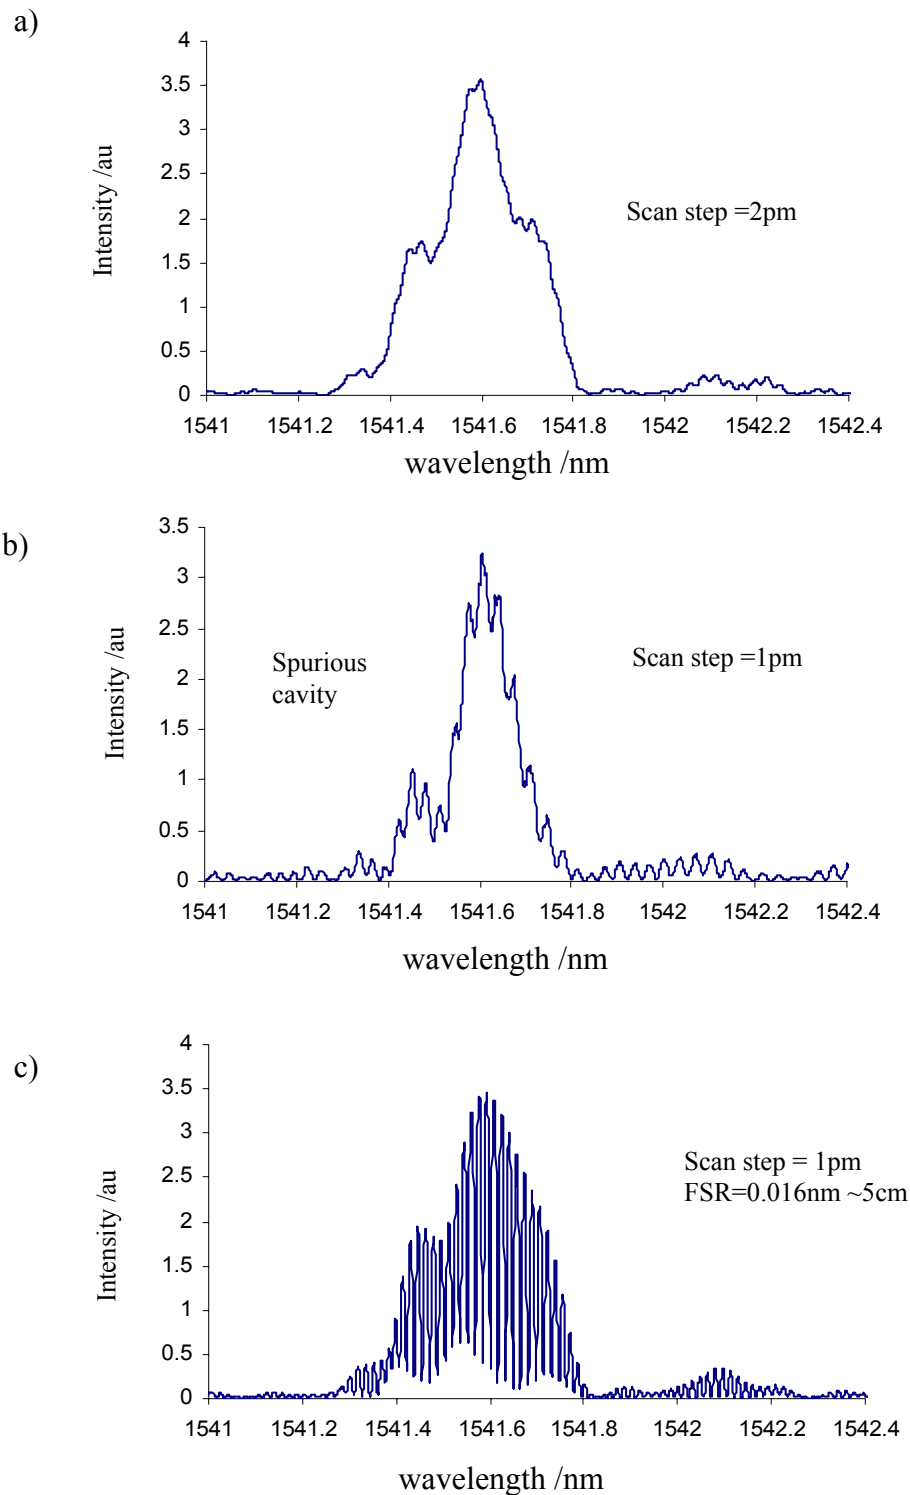 a)
4
3.5
3
2.5
2
1.5
1
0.5
0
Intensity /au
Scan step =2pm
1541 1541.2 1541.4 1541.6 1541.8 1542 1542.2 1542.4
wavelength /nm
b)
3.5
3
2.5
2
1.5
1
0.5
0
Intensity /au
Spurious
cavity
Scan step =1pm
1541 1541.2 1541.4 1541.6 1541.8 1542 1542.2 1542.4
wavelength /nm
c)
4
3.5
3
2.5
2
1.5
1
0.5
0
Intensity /au
Scan step = 1pm
FSR=0.016nm ~5cm
1541 1541.2 1541.4 1541.6 1541.8 1542 1542.2 1542.4
wavelength /nm